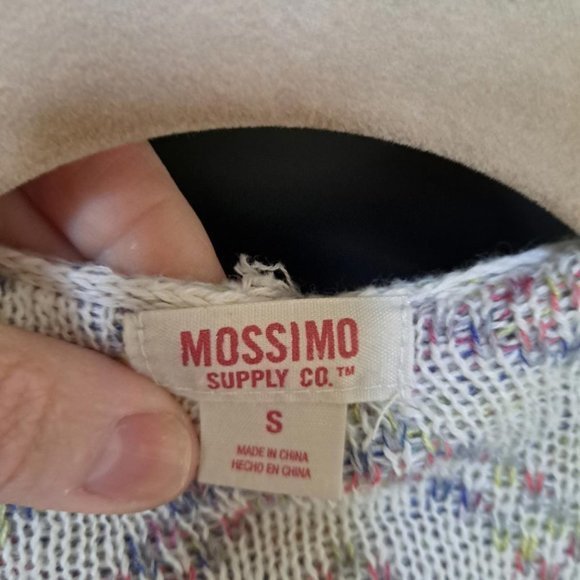 MOSSIMO
SUPPLY CO.™
S
MADE IN CHINA
HECHO EN CHINA